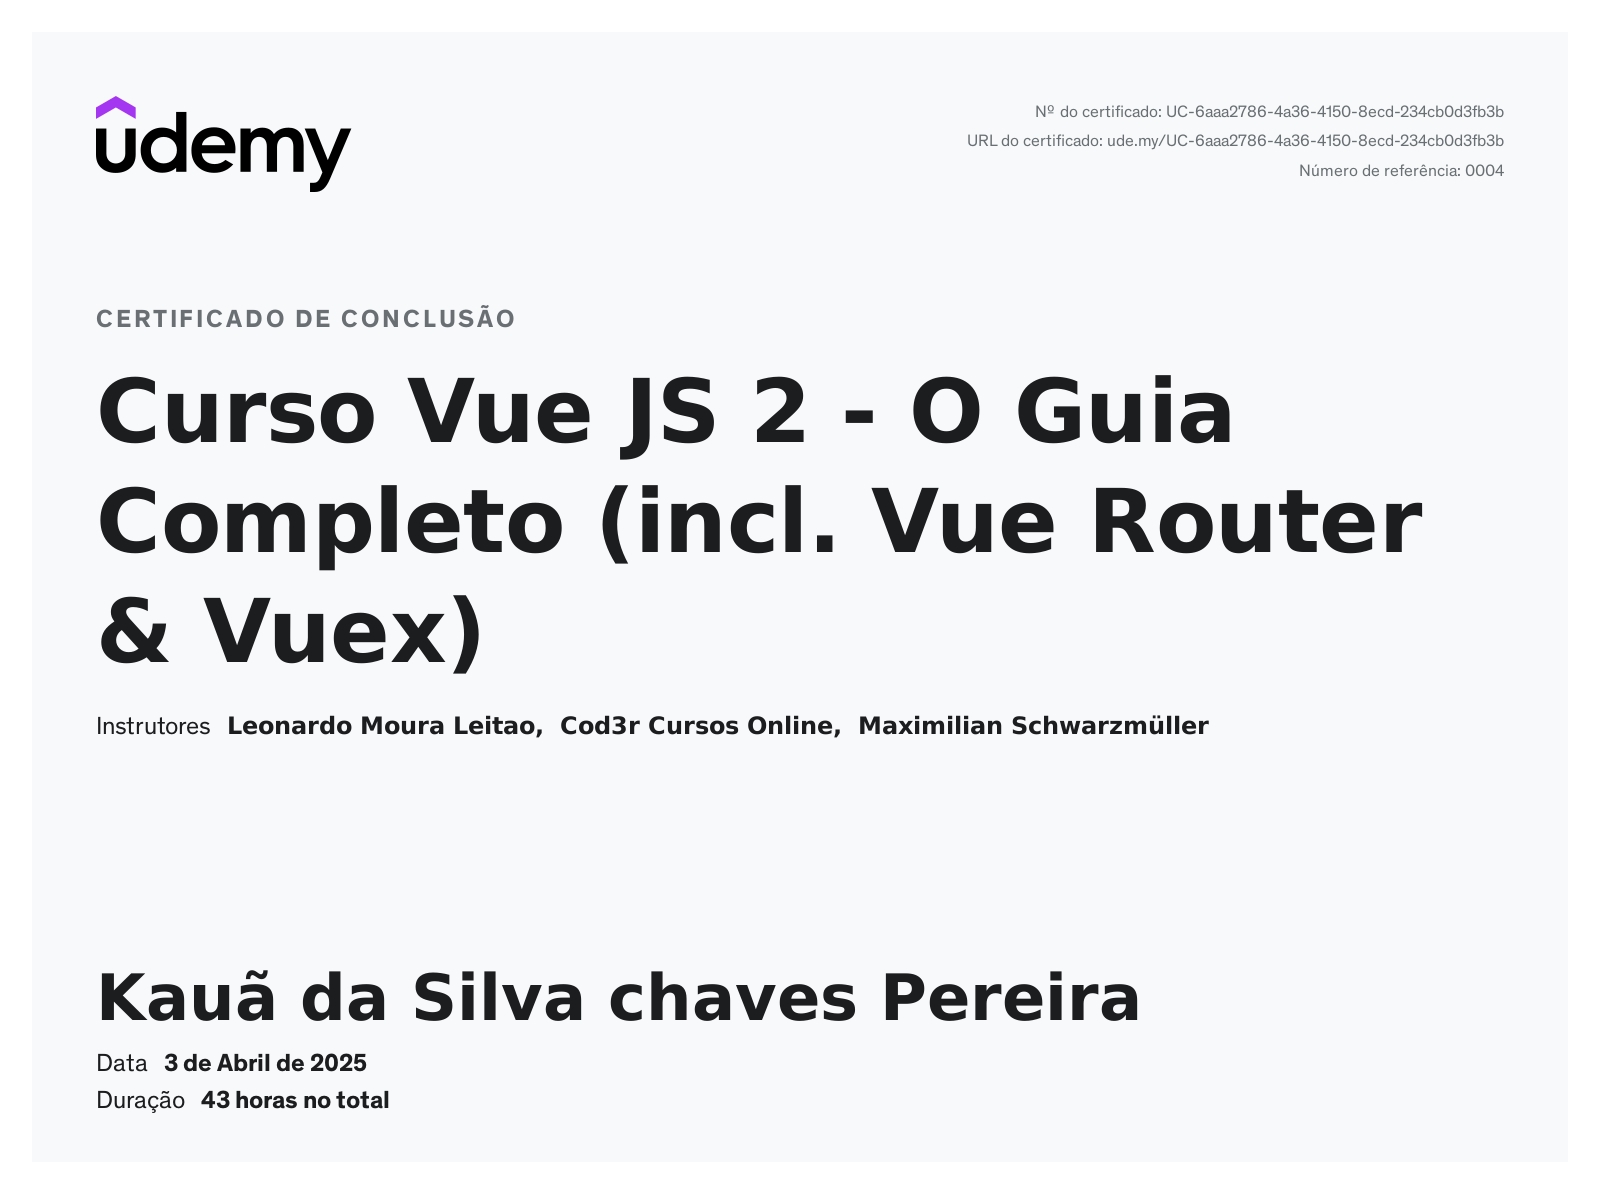 udemy
Nº do certificado: UC-6aaa2786-4a36-4150-8ecd-234cb0d3fb3b
URL do certificado: ude.my/UC-6aaa2786-4a36-4150-8ecd-234cb0d3fb3b
Número de referência: 0004
CERTIFICADO DE CONCLUSÃO
Curso Vue JS 2 - O Guia
Completo (incl. Vue Router
& Vuex)
Instrutores Leonardo Moura Leitao, Cod3r Cursos Online, Maximilian Schwarzmüller
Kauã da Silva chaves Pereira
Data 3 de Abril de 2025
Duração 43 horas no total